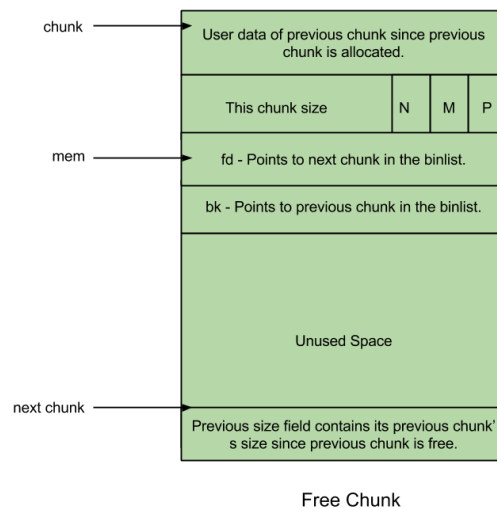 chunk
User data of previous chunk since previous
chunk is allocated.
This chunk size
N
M
P
mem
fd - Points to next chunk in the binlist.
bk - Points to previous chunk in the binlist.
Unused Space
next chunk
Previous size field contains its previous chunk'
s size since previous chunk is free.
Free Chunk